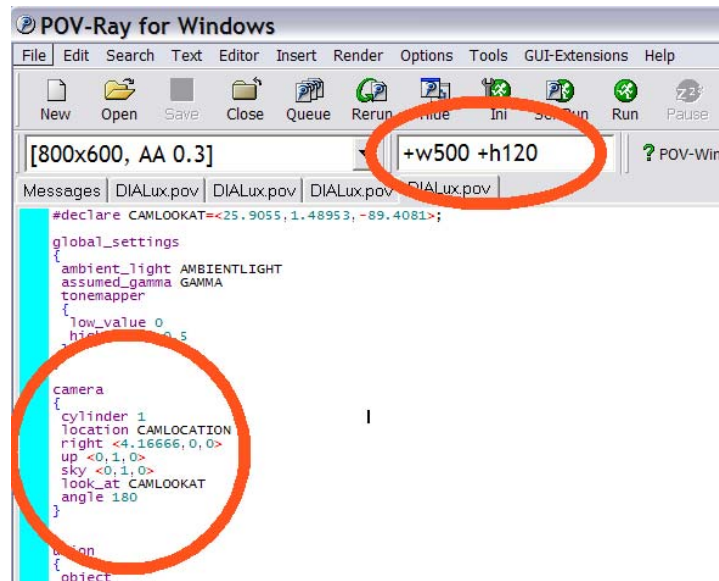 POV-Ray for Windows
File Edit Search Text Editor Insert Render Options Tools GUI-Extensions Help
New Open Save Close Queue Rerun Hide Ini Run Pause
[800x600, AA 0.3] +w500 +h120 ? POV-Win
Messages DIALux.pov DIALux.pov DIALux.pov DIALux.pov
#declare CAMLOOKAT=<25.9055,1.48953,-89.4081>;
global_settings
{
ambient_light AMBIENTLIGHT
assumed_gamma GAMMA
tonemapper
{
low_value 0
camera
{
cylinder 1
location CAMLOCATION
right <4.16666,0,0>
up <0,1,0>
sky <0,1,0>
look_at CAMLOOKAT
angle 180
}
{
object